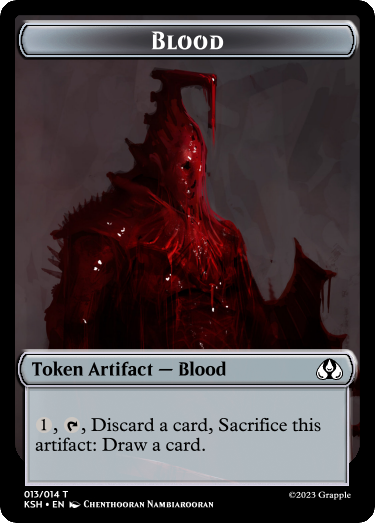 BLOOD
Token Artifact — Blood
1, , Discard a card, Sacrifice this
artifact: Draw a card.
013/014 T
KSH • EN CHENTHOORAN NAMBIAROORAN
©2023 Grapple